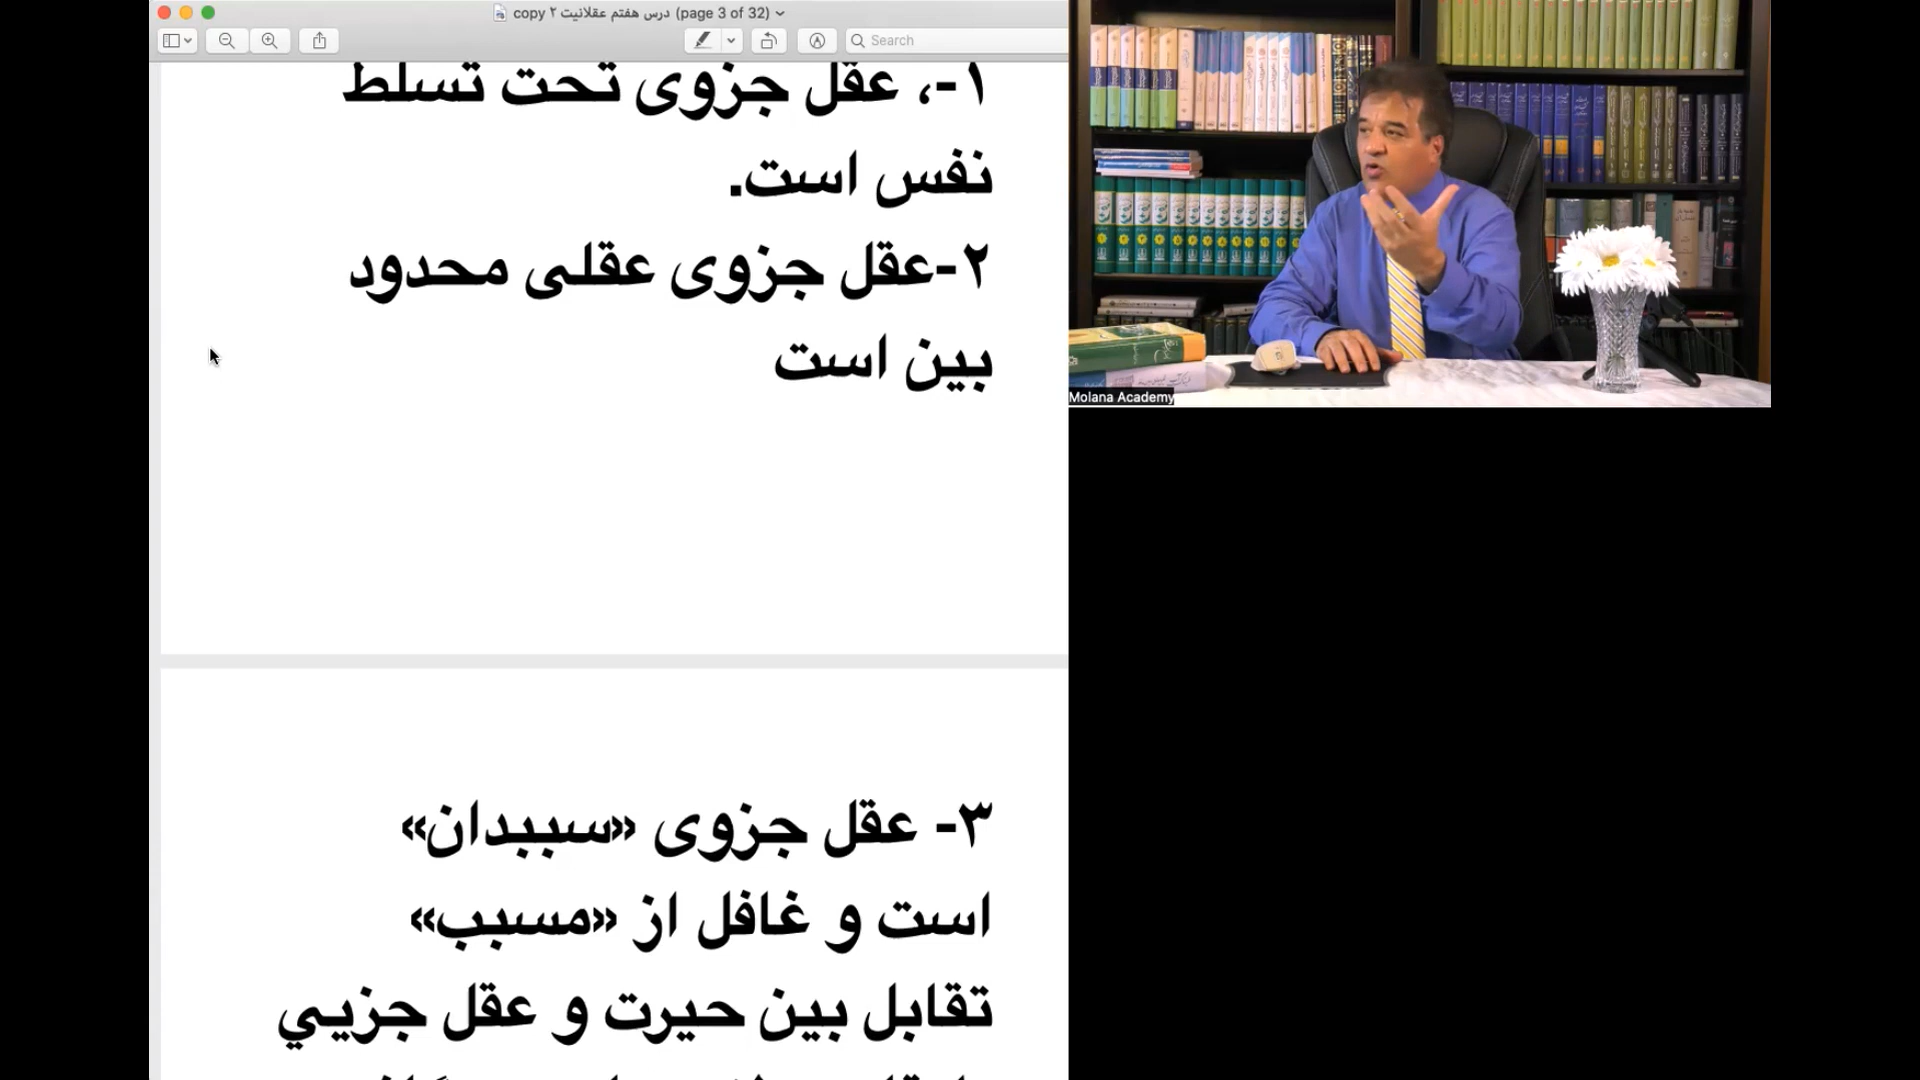 درس هفتم عقلانیت ۲ copy (page 3 of 32)
Search
۱-، عقل جزوی تحت تسلط
نفس است.
۲-عقل جزوی عقلی محدود
بین است
۳- عقل جزوی «سببدان»
است و غافل از «مسبب»
تقابل بین حیرت و عقل جزیي
Molana Academy